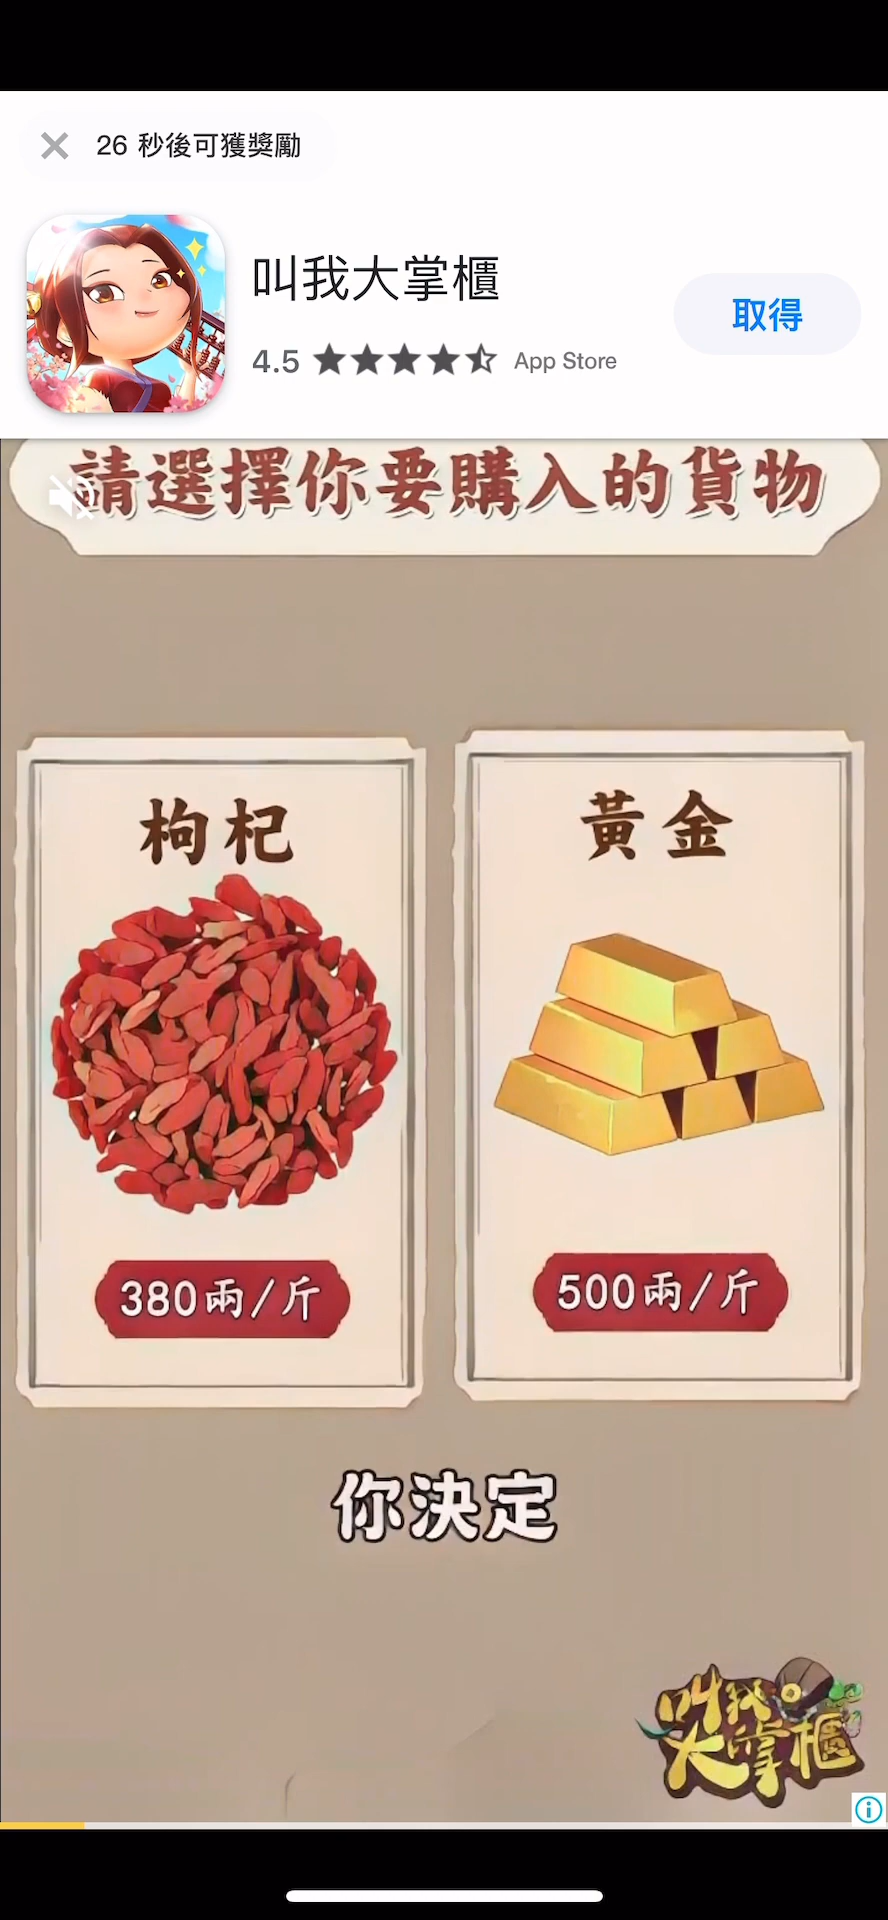 26 秒後可獲獎勵
叫我大掌櫃
4.5 App Store
取得
請選擇你要購入的貨物
枸杞
黃金
380兩/斤
500兩/斤
你決定
叫我
大掌櫃